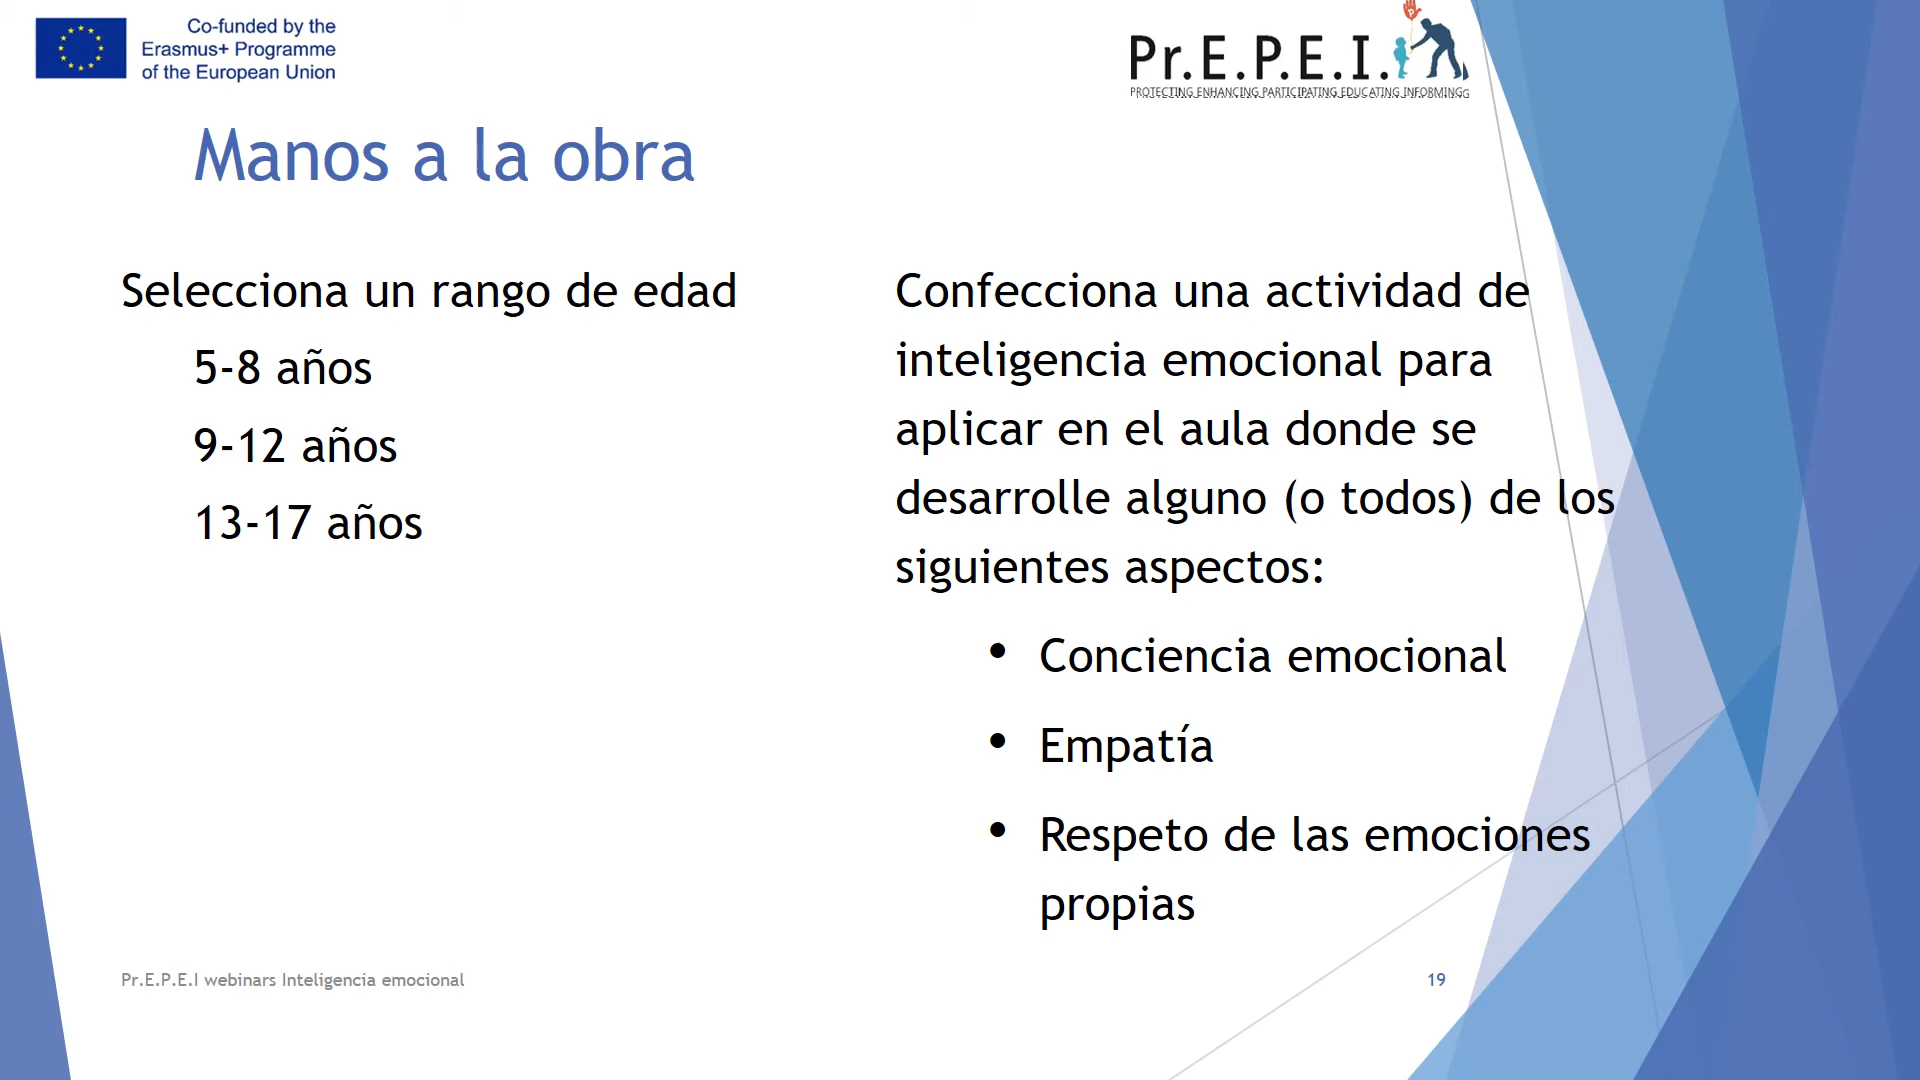 Co-funded by the
Erasmus+ Programme
of the European Union
Pr.E.P.E.I.
PROTECTING ENHANCING PARTICIPATING EDUCATING INFORMING
Manos a la obra
Selecciona un rango de edad
5-8 años
9-12 años
13-17 años
Confecciona una actividad de
inteligencia emocional para
aplicar en el aula donde se
desarrolle alguno (o todos) de los
siguientes aspectos:
• Conciencia emocional
• Empatía
• Respeto de las emociones
propias
Pr.E.P.E.I webinars Inteligencia emocional
19